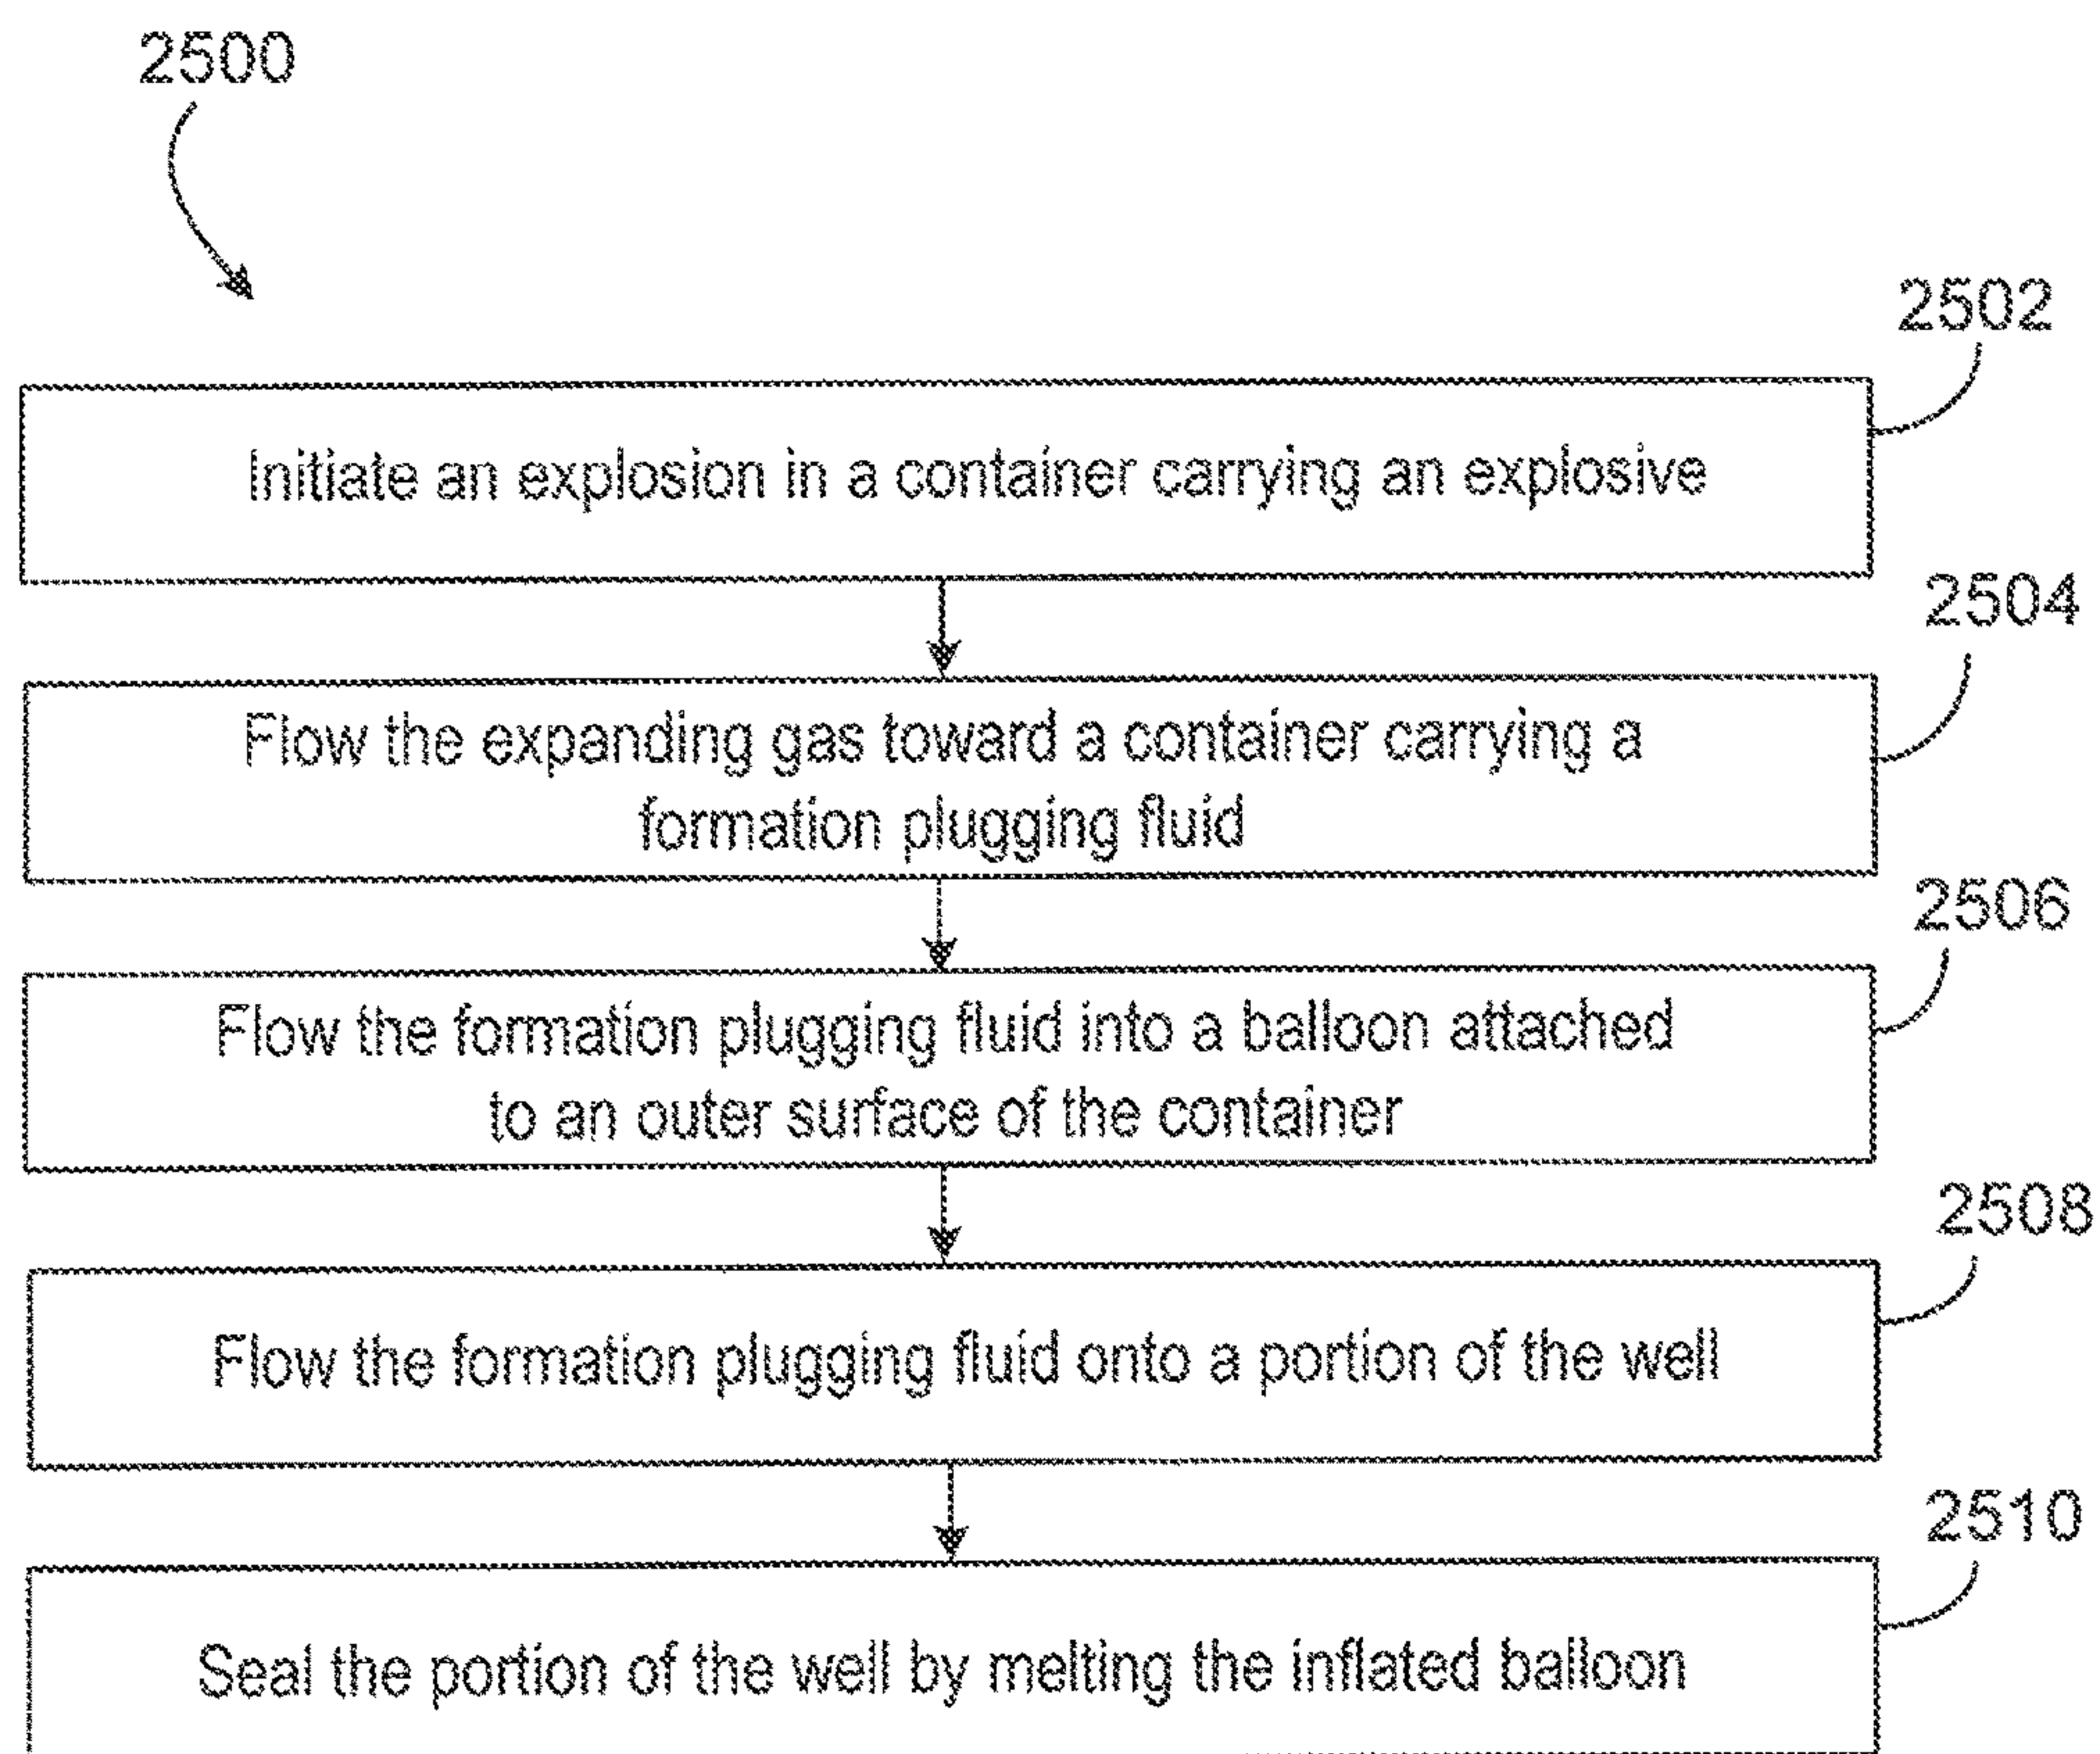 2500
2502
Initiate an explosion in a container carrying an explosive
2504
Flow the expanding gas toward a container carrying a
formation plugging fluid
2506
Flow the formation plugging fluid into a balloon attached
to an outer surface of the container
2508
Flow the formation plugging fluid onto a portion of the well
2510
Seal the portion of the well by melting the inflated balloon